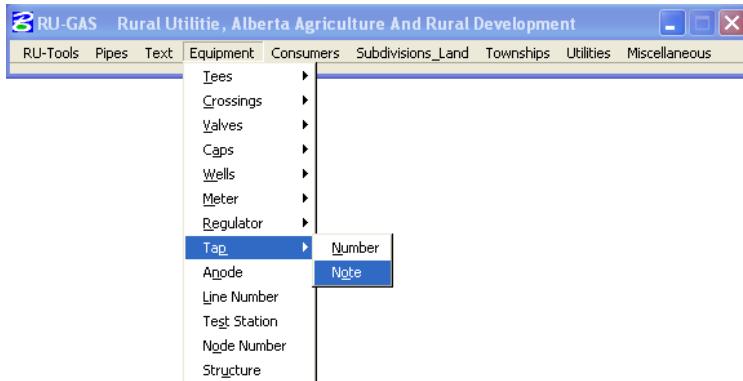 RU-GAS Rural Utilitie, Alberta Agriculture And Rural Development
RU-Tools Pipes Text Equipment Consumers Subdivisions_Land Townships Utilities Miscellaneous
Tees
Crossings
Valves
Caps
Wells
Meter
Regulator
Tap Number
Anode Note
Line Number
Test Station
Node Number
Structure